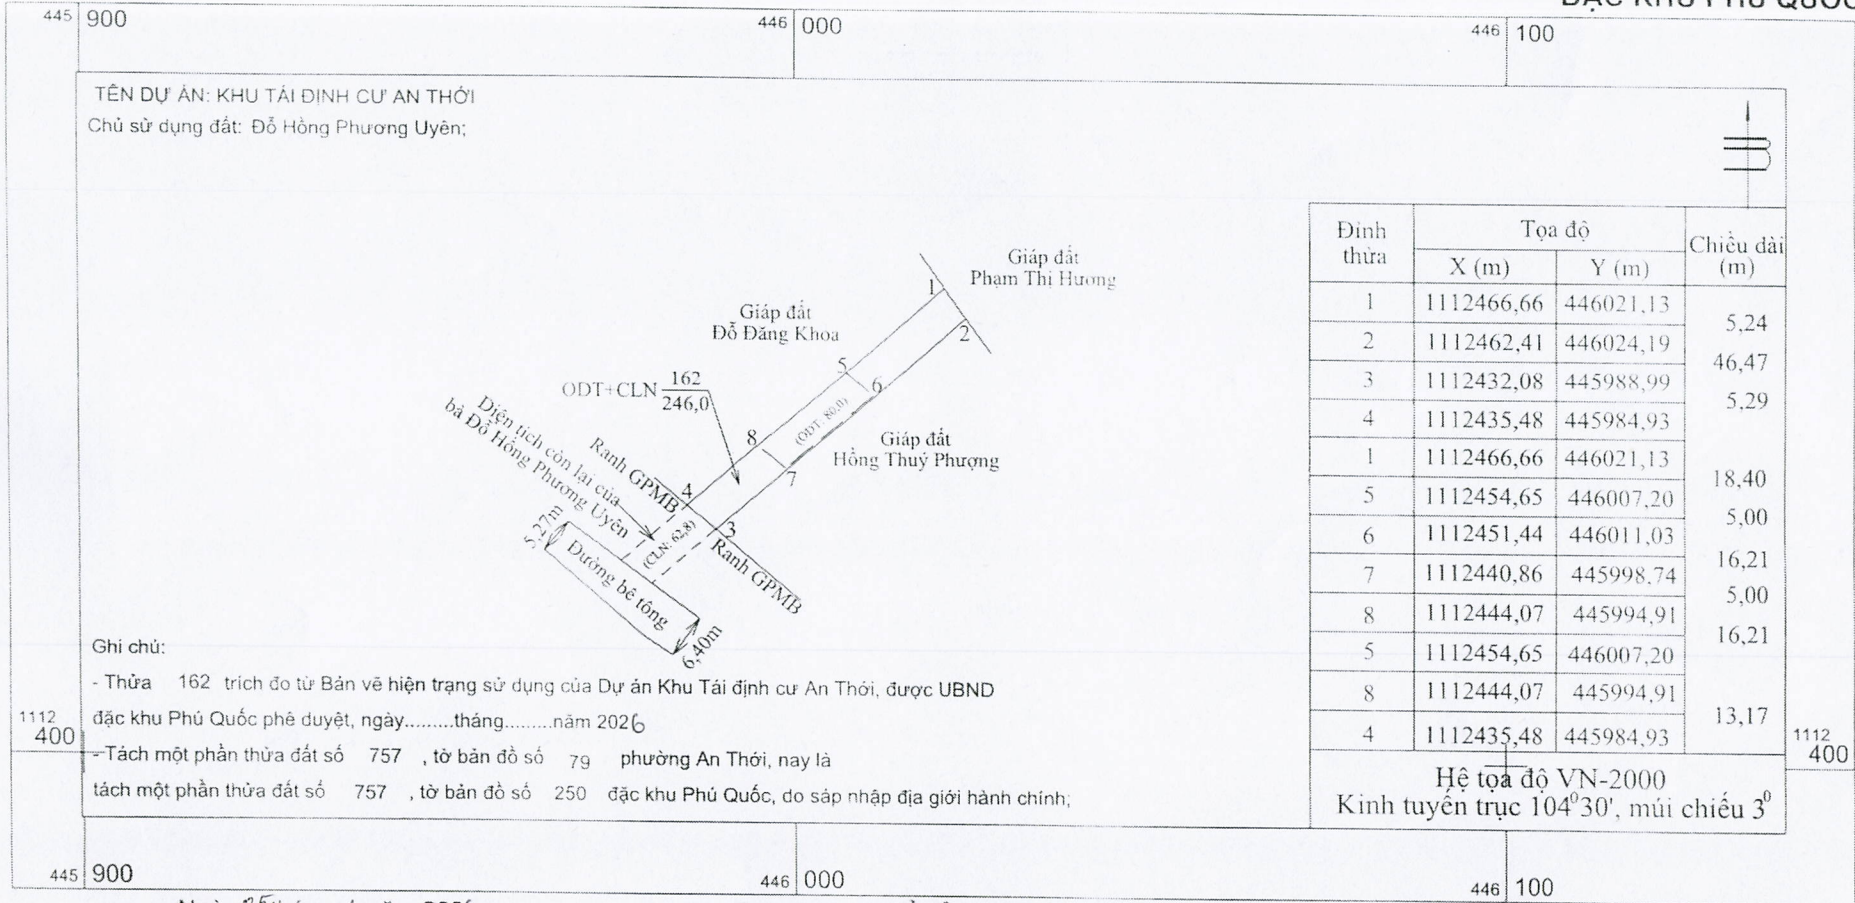 445 900
446 000
446 100
TÊN DỰ ÁN: KHU TÁI ĐỊNH CƯ AN THỚI
Chủ sử dụng đất: Đỗ Hồng Phương Uyên;
Giáp đất
Phạm Thị Hương
Giáp đất
Đỗ Đăng Khoa
1
2
5
6
ODT+CLN 162
246,0
(ODT: 80,0)
8
7
Giáp đất
Hồng Thuý Phượng
Diện tích còn lại của
bà Đỗ Hồng Phương Uyên
Ranh GPMB
4
3
(CLN: 62,8)
Ranh GPMB
5,27m
Đường bê tông
6,40m
Đỉnh thửa Tọa độ Chiều dài (m)
X (m) Y (m)
1 1112466,66 446021,13
5,24
2 1112462,41 446024,19
46,47
3 1112432,08 445988,99
5,29
4 1112435,48 445984,93
1 1112466,66 446021,13
18,40
5 1112454,65 446007,20
5,00
6 1112451,44 446011,03
16,21
7 1112440,86 445998,74
5,00
8 1112444,07 445994,91
16,21
5 1112454,65 446007,20
8 1112444,07 445994,91
13,17
4 1112435,48 445984,93
Hệ tọa độ VN-2000
Kinh tuyến trục 104⁰30', múi chiếu 3⁰
Ghi chú:
- Thửa 162 trích đo từ Bản vẽ hiện trạng sử dụng của Dự án Khu Tái định cư An Thới, được UBND
đặc khu Phú Quốc phê duyệt, ngày.........tháng.........năm 2026
- Tách một phần thửa đất số 757 , tờ bản đồ số 79 phường An Thới, nay là
tách một phần thửa đất số 757 , tờ bản đồ số 250 đặc khu Phú Quốc, do sáp nhập địa giới hành chính;
1112
400
1112
400
445 900
446 000
446 100